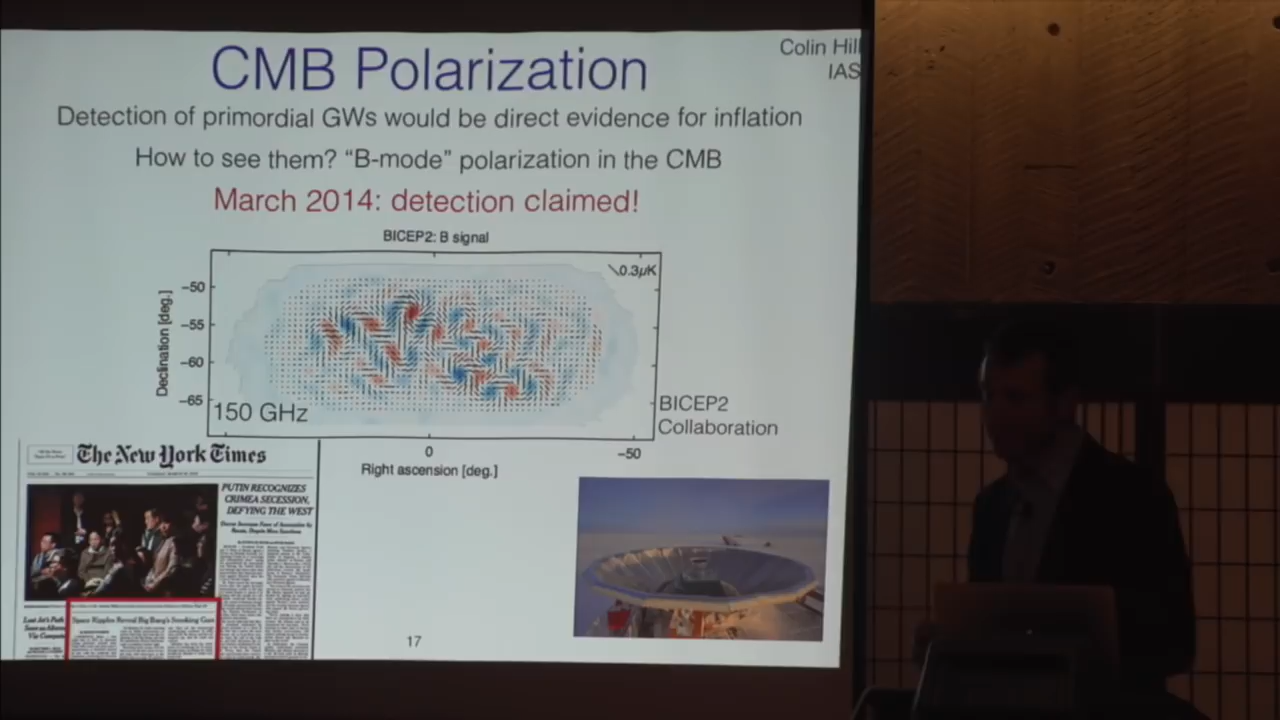 CMB Polarization
Colin Hill
IAS
Detection of primordial GWs would be direct evidence for inflation
How to see them? “B-mode” polarization in the CMB
March 2014: detection claimed!
BICEP2: B signal
0.3µK
Declination [deg.]
−50
−55
−60
−65
150 GHz
BICEP2
Collaboration
0
−50
Right ascension [deg.]
The New York Times
PUTIN RECOGNIZES
CRIMEA SECESSION,
DEFYING THE WEST
Space Ripples Reveal Big Bang's Smoking Gun
17